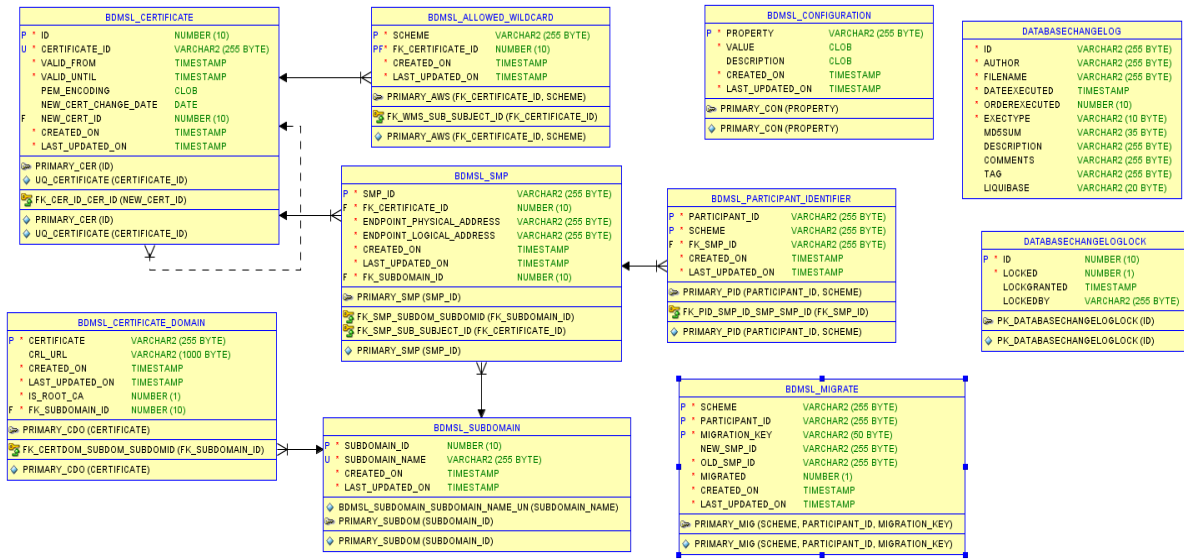 BDMSL_CERTIFICATE
P * ID NUMBER (10)
U * CERTIFICATE_ID VARCHAR2 (255 BYTE)
* VALID_FROM TIMESTAMP
* VALID_UNTIL TIMESTAMP
PEM_ENCODING CLOB
NEW_CERT_CHANGE_DATE DATE
F NEW_CERT_ID NUMBER (10)
* CREATED_ON TIMESTAMP
* LAST_UPDATED_ON TIMESTAMP
PRIMARY_CER (ID)
UQ_CERTIFICATE (CERTIFICATE_ID)
FK_CER_ID_CER_ID (NEW_CERT_ID)
PRIMARY_CER (ID)
UQ_CERTIFICATE (CERTIFICATE_ID)
BDMSL_ALLOWED_WILDCARD
P * SCHEME VARCHAR2 (255 BYTE)
PF* FK_CERTIFICATE_ID NUMBER (10)
* CREATED_ON TIMESTAMP
* LAST_UPDATED_ON TIMESTAMP
PRIMARY_AWS (FK_CERTIFICATE_ID, SCHEME)
FK_WMS_SUB_SUBJECT_ID (FK_CERTIFICATE_ID)
PRIMARY_AWS (FK_CERTIFICATE_ID, SCHEME)
BDMSL_CONFIGURATION
P * PROPERTY VARCHAR2 (255 BYTE)
* VALUE CLOB
DESCRIPTION CLOB
* CREATED_ON TIMESTAMP
* LAST_UPDATED_ON TIMESTAMP
PRIMARY_CON (PROPERTY)
PRIMARY_CON (PROPERTY)
DATABASECHANGELOG
* ID VARCHAR2 (255 BYTE)
* AUTHOR VARCHAR2 (255 BYTE)
* FILENAME VARCHAR2 (255 BYTE)
* DATEEXECUTED TIMESTAMP
* ORDEREXECUTED NUMBER (10)
* EXECTYPE VARCHAR2 (10 BYTE)
MD5SUM VARCHAR2 (35 BYTE)
DESCRIPTION VARCHAR2 (255 BYTE)
COMMENTS VARCHAR2 (255 BYTE)
TAG VARCHAR2 (255 BYTE)
LIQUIBASE VARCHAR2 (20 BYTE)
BDMSL_SMP
P * SMP_ID VARCHAR2 (255 BYTE)
F * FK_CERTIFICATE_ID NUMBER (10)
* ENDPOINT_PHYSICAL_ADDRESS VARCHAR2 (255 BYTE)
* ENDPOINT_LOGICAL_ADDRESS VARCHAR2 (255 BYTE)
* CREATED_ON TIMESTAMP
* LAST_UPDATED_ON TIMESTAMP
F * FK_SUBDOMAIN_ID NUMBER (10)
PRIMARY_SMP (SMP_ID)
FK_SMP_SUBDOM_SUBDOMID (FK_SUBDOMAIN_ID)
FK_SMP_SUB_SUBJECT_ID (FK_CERTIFICATE_ID)
PRIMARY_SMP (SMP_ID)
BDMSL_PARTICIPANT_IDENTIFIER
P * PARTICIPANT_ID VARCHAR2 (255 BYTE)
P * SCHEME VARCHAR2 (255 BYTE)
F * FK_SMP_ID VARCHAR2 (255 BYTE)
* CREATED_ON TIMESTAMP
* LAST_UPDATED_ON TIMESTAMP
PRIMARY_PID (PARTICIPANT_ID, SCHEME)
FK_PID_SMP_ID_SMP_SMP_ID (FK_SMP_ID)
PRIMARY_PID (PARTICIPANT_ID, SCHEME)
DATABASECHANGELOGLOCK
P * ID NUMBER (10)
* LOCKED NUMBER (1)
LOCKGRANTED TIMESTAMP
LOCKEDBY VARCHAR2 (255 BYTE)
PK_DATABASECHANGELOGLOCK (ID)
PK_DATABASECHANGELOGLOCK (ID)
BDMSL_CERTIFICATE_DOMAIN
P * CERTIFICATE VARCHAR2 (255 BYTE)
CRL_URL VARCHAR2 (1000 BYTE)
* CREATED_ON TIMESTAMP
* LAST_UPDATED_ON TIMESTAMP
* IS_ROOT_CA NUMBER (1)
F * FK_SUBDOMAIN_ID NUMBER (10)
PRIMARY_CDO (CERTIFICATE)
FK_CERTDOM_SUBDOM_SUBDOMID (FK_SUBDOMAIN_ID)
PRIMARY_CDO (CERTIFICATE)
BDMSL_SUBDOMAIN
P * SUBDOMAIN_ID NUMBER (10)
U * SUBDOMAIN_NAME VARCHAR2 (255 BYTE)
* CREATED_ON TIMESTAMP
* LAST_UPDATED_ON TIMESTAMP
BDMSL_SUBDOMAIN_SUBDOMAIN_NAME_UN (SUBDOMAIN_NAME)
PRIMARY_SUBDOM (SUBDOMAIN_ID)
PRIMARY_SUBDOM (SUBDOMAIN_ID)
BDMSL_MIGRATE
P * SCHEME VARCHAR2 (255 BYTE)
P * PARTICIPANT_ID VARCHAR2 (255 BYTE)
P * MIGRATION_KEY VARCHAR2 (50 BYTE)
NEW_SMP_ID VARCHAR2 (255 BYTE)
* OLD_SMP_ID VARCHAR2 (255 BYTE)
* MIGRATED NUMBER (1)
* CREATED_ON TIMESTAMP
* LAST_UPDATED_ON TIMESTAMP
PRIMARY_MIG (SCHEME, PARTICIPANT_ID, MIGRATION_KEY)
PRIMARY_MIG (SCHEME, PARTICIPANT_ID, MIGRATION_KEY)